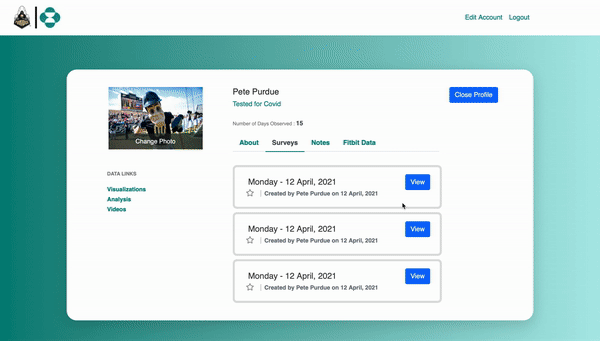 Edit Account Logout
Pete Purdue
Tested for Covid
Close Profile
Number of Days Observed : 15
Change Photo
About Surveys Notes Fitbit Data
DATA LINKS
Visualizations
Analysis
Videos
Monday - 12 April, 2021
View
| Created by Pete Purdue on 12 April, 2021
Monday - 12 April, 2021
View
| Created by Pete Purdue on 12 April, 2021
Monday - 12 April, 2021
View
| Created by Pete Purdue on 12 April, 2021